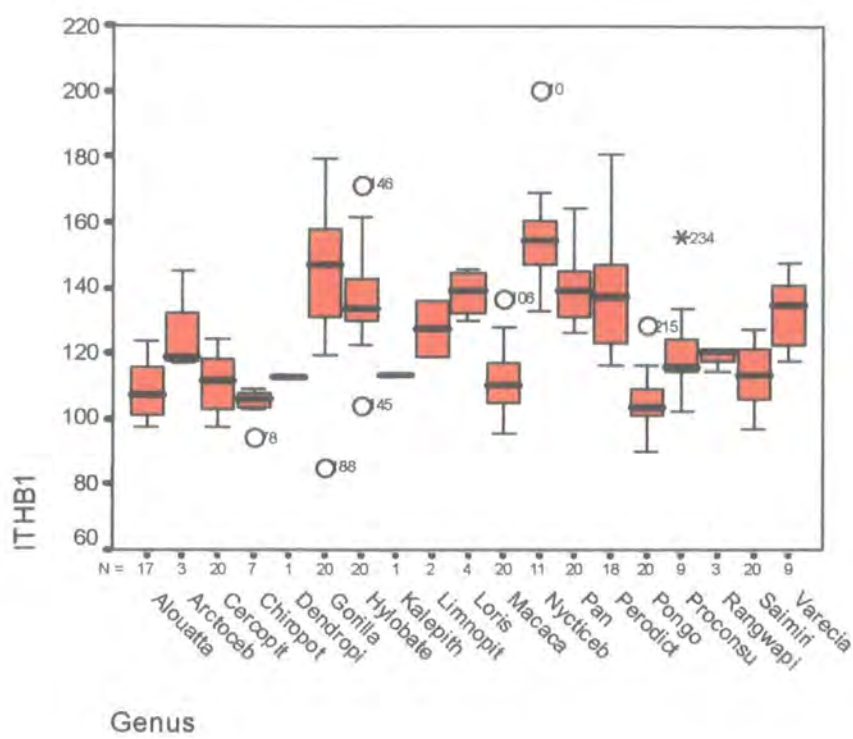 220
200
180
160
140
120
100
80
60
ITHB1
10
146
234
106
215
145
78
188
N = 17 3 20 7 1 20 20 1 2 4 20 11 20 18 20 9 3 20 9
Alouatta
Arctoceb
Cercopit
Chiropot
Dendropi
Gorilla
Hylobate
Kalepith
Limnopit
Loris
Macaca
Nycticeb
Pan
Perodict
Pongo
Proconsu
Rangwapi
Saimiri
Varecia
Genus